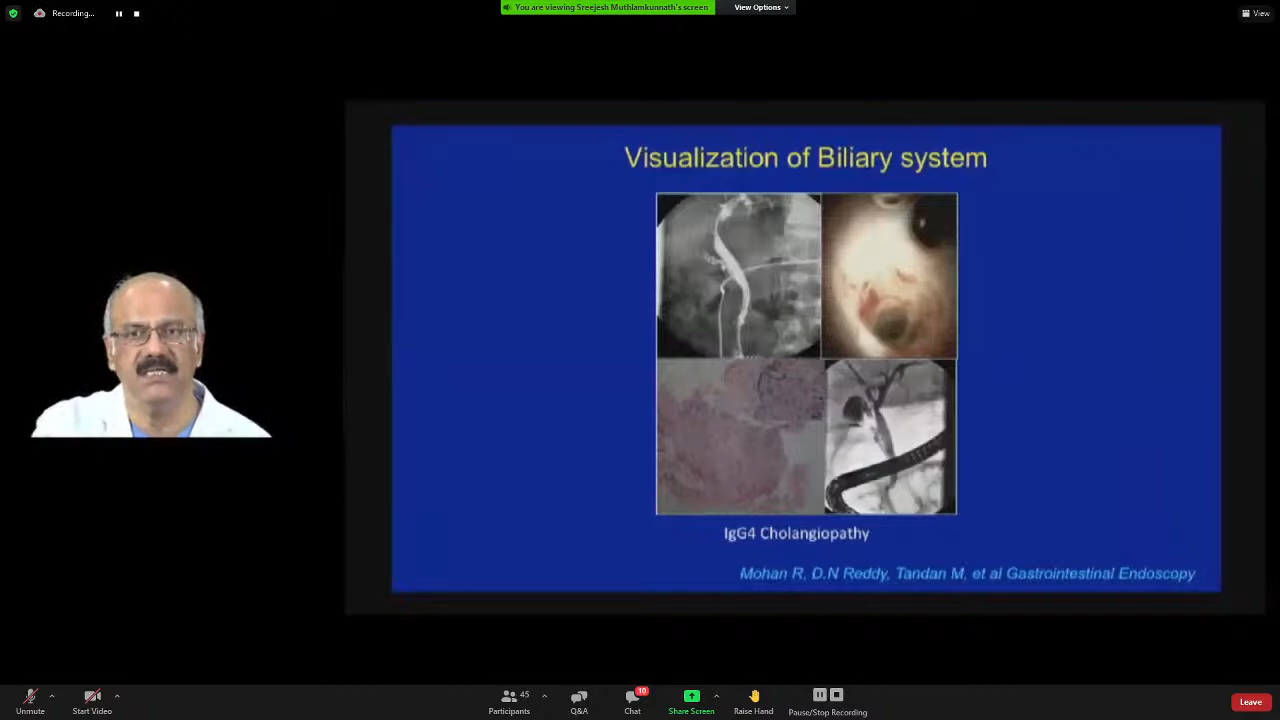 Recording...
You are viewing Sreejesh Muthlamkunnath's screen
View Options
View
Visualization of Biliary system
IgG4 Cholangiopathy
Mohan R, D.N Reddy, Tandan M, et al Gastrointestinal Endoscopy
Unmute
Start Video
45
Participants
Q&A
10
Chat
Share Screen
Raise Hand
Pause/Stop Recording
Leave